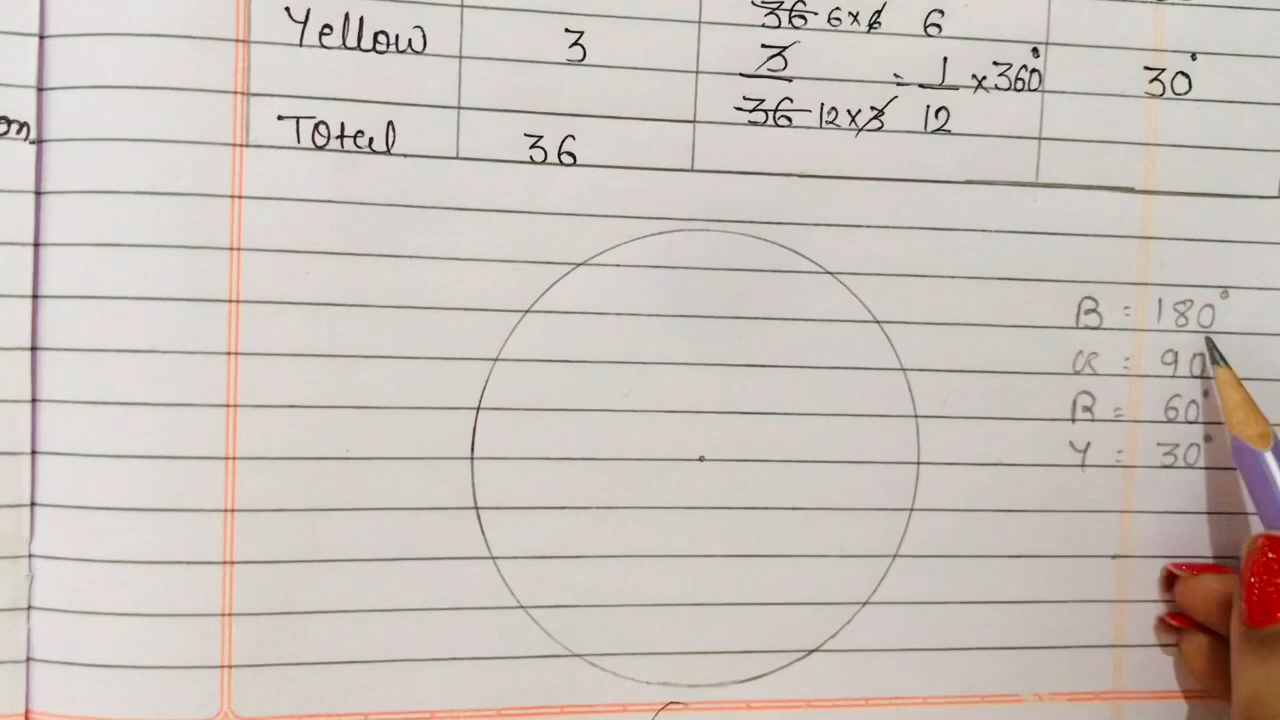 36 6×6 6
Yellow 3 3/36 12×3 = 1/12 ×360° 30°
Total 36
B = 180°
G = 90
R = 60°
Y = 30°